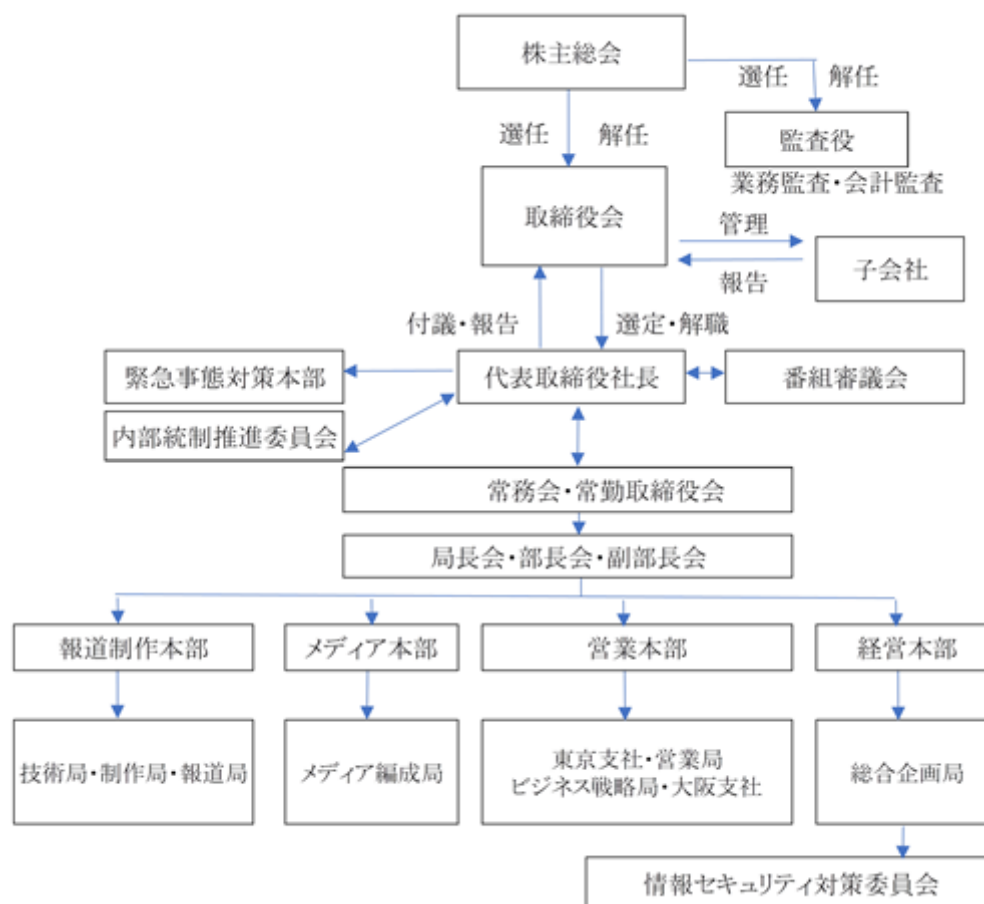 株主総会
選任　解任
監査役
業務監査・会計監査
選任　解任
取締役会
管理
報告
子会社
付議・報告
選定・解職
緊急事態対策本部
代表取締役社長
番組審議会
内部統制推進委員会
常務会・常勤取締役会
局長会・部長会・副部長会
報道制作本部
メディア本部
営業本部
経営本部
技術局・制作局・報道局
メディア編成局
東京支社・営業局
ビジネス戦略局・大阪支社
総合企画局
情報セキュリティ対策委員会